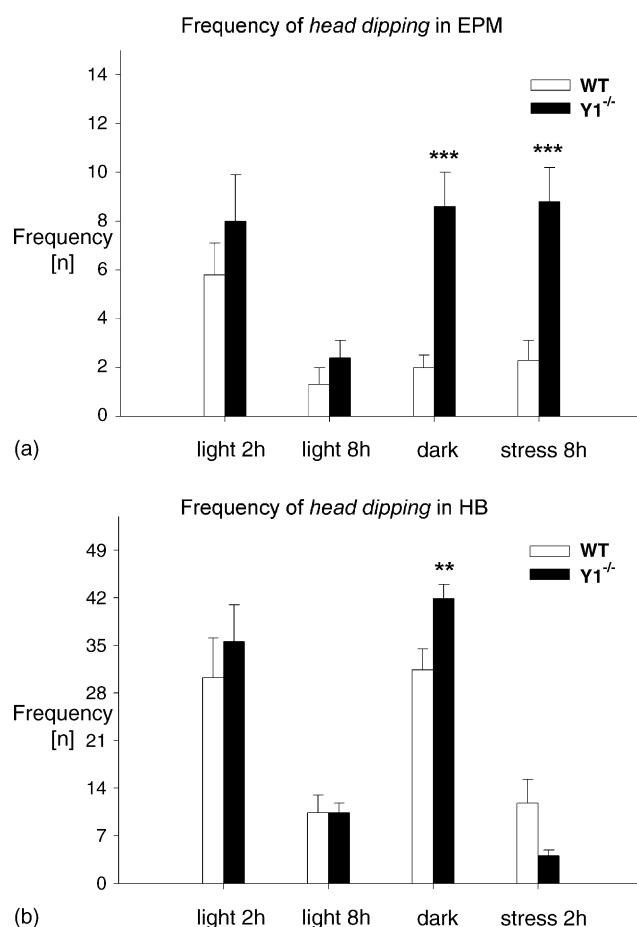 Frequency of head dipping in EPM
14
12
10
8
6
4
2
0
Frequency
[n]
WT
Y1-/-
***
***
light 2h
light 8h
dark
stress 8h
(a)
Frequency of head dipping in HB
49
42
35
28
21
14
7
0
Frequency
[n]
WT
Y1-/-
**
light 2h
light 8h
dark
stress 2h
(b)